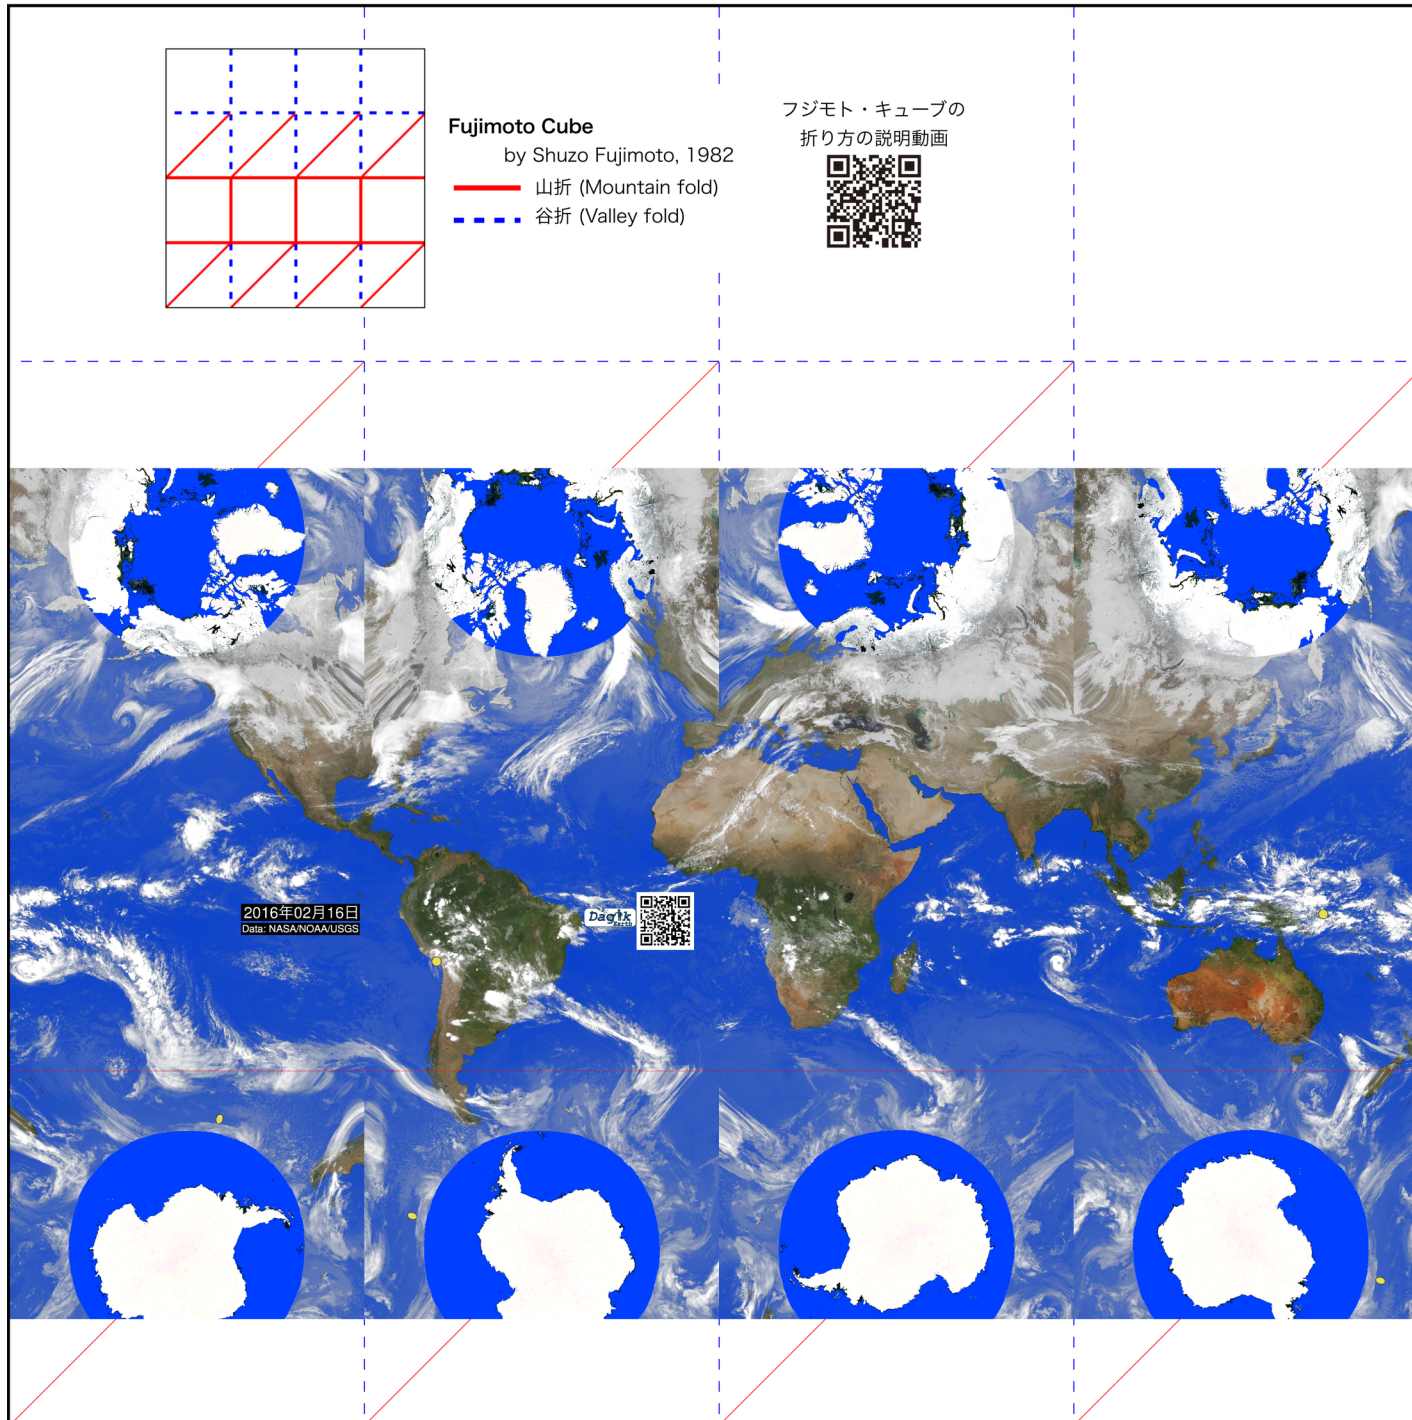 フジモト・キューブの
折り方の説明動画
Fujimoto Cube
by Shuzo Fujimoto, 1982
山折 (Mountain fold)
谷折 (Valley fold)
2016年02月16日
Data: NASA/NOAA/USGS
Dagik
Earth